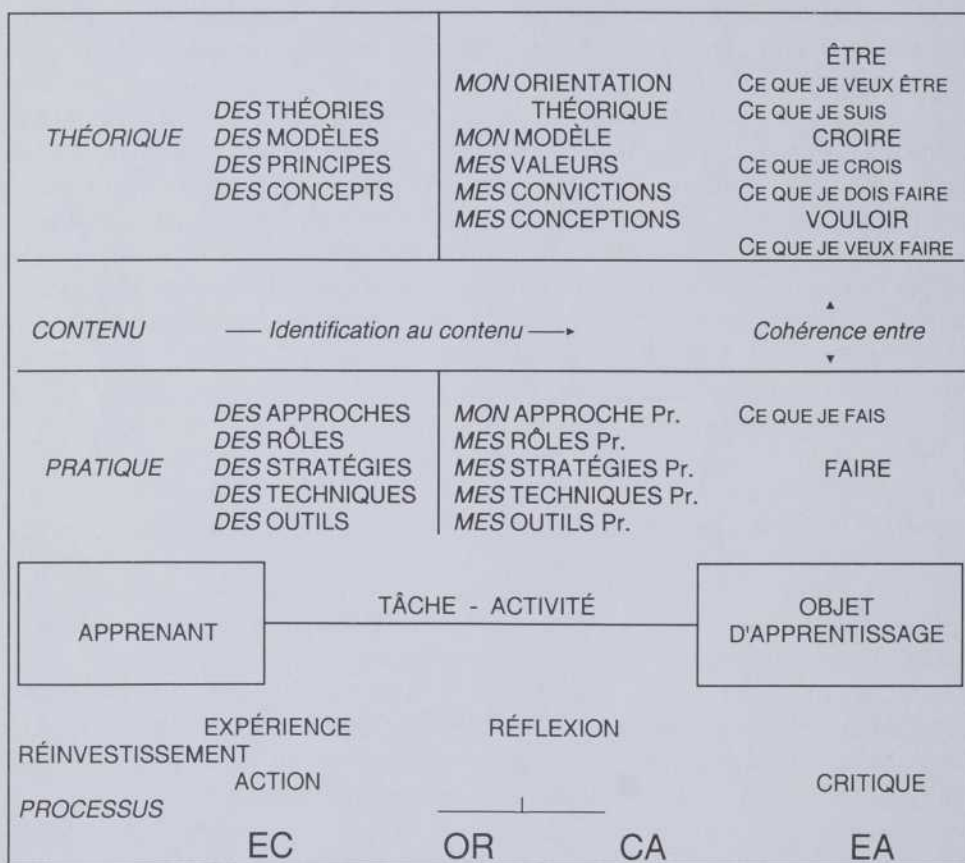 ÊTRE
MON ORIENTATION CE QUE JE VEUX ÊTRE
DES THÉORIES THÉORIQUE CE QUE JE SUIS
THÉORIQUE DES MODÈLES MON MODÈLE CROIRE
DES PRINCIPES MES VALEURS CE QUE JE CROIS
DES CONCEPTS MES CONVICTIONS CE QUE JE DOIS FAIRE
MES CONCEPTIONS VOULOIR
CE QUE JE VEUX FAIRE
CONTENU Identification au contenu Cohérence entre
DES APPROCHES MON APPROCHE Pr. CE QUE JE FAIS
DES RÔLES MES RÔLES Pr.
PRATIQUE DES STRATÉGIES MES STRATÉGIES Pr. FAIRE
DES TECHNIQUES MES TECHNIQUES Pr.
DES OUTILS MES OUTILS Pr.
TÂCHE - ACTIVITÉ
APPRENANT
OBJET
D'APPRENTISSAGE
EXPÉRIENCE RÉFLEXION
RÉINVESTISSEMENT
ACTION CRITIQUE
PROCESSUS
EC OR CA EA